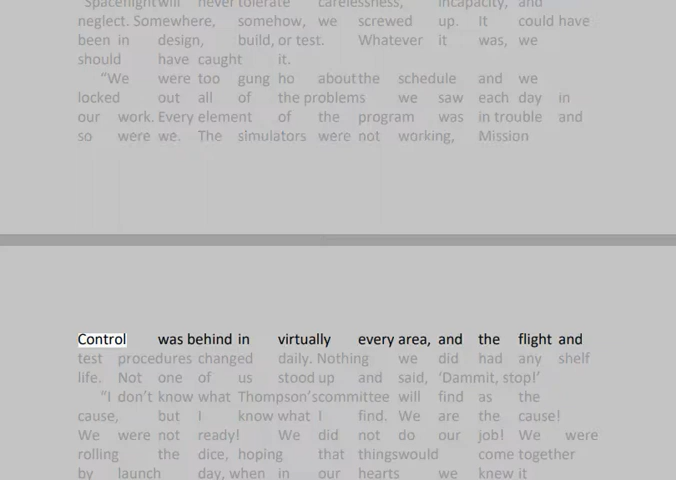 Spaceflight will never tolerate carelessness, incapacity, and
neglect. Somewhere, somehow, we screwed up. It could have
been in design, build, or test. Whatever it was, we
should have caught it.
“We were too gung ho about the schedule and we
locked out all of the problems we saw each day in
our work. Every element of the program was in trouble and
so were we. The simulators were not working, Mission
Control was behind in virtually every area, and the flight and
test procedures changed daily. Nothing we did had any shelf
life. Not one of us stood up and said, ‘Dammit, stop!’
“I don’t know what Thompson’s committee will find as the
cause, but I know what I find. We are the cause!
We were not ready! We did not do our job! We were
rolling the dice, hoping that things would come together
by launch day, when in our hearts we knew it